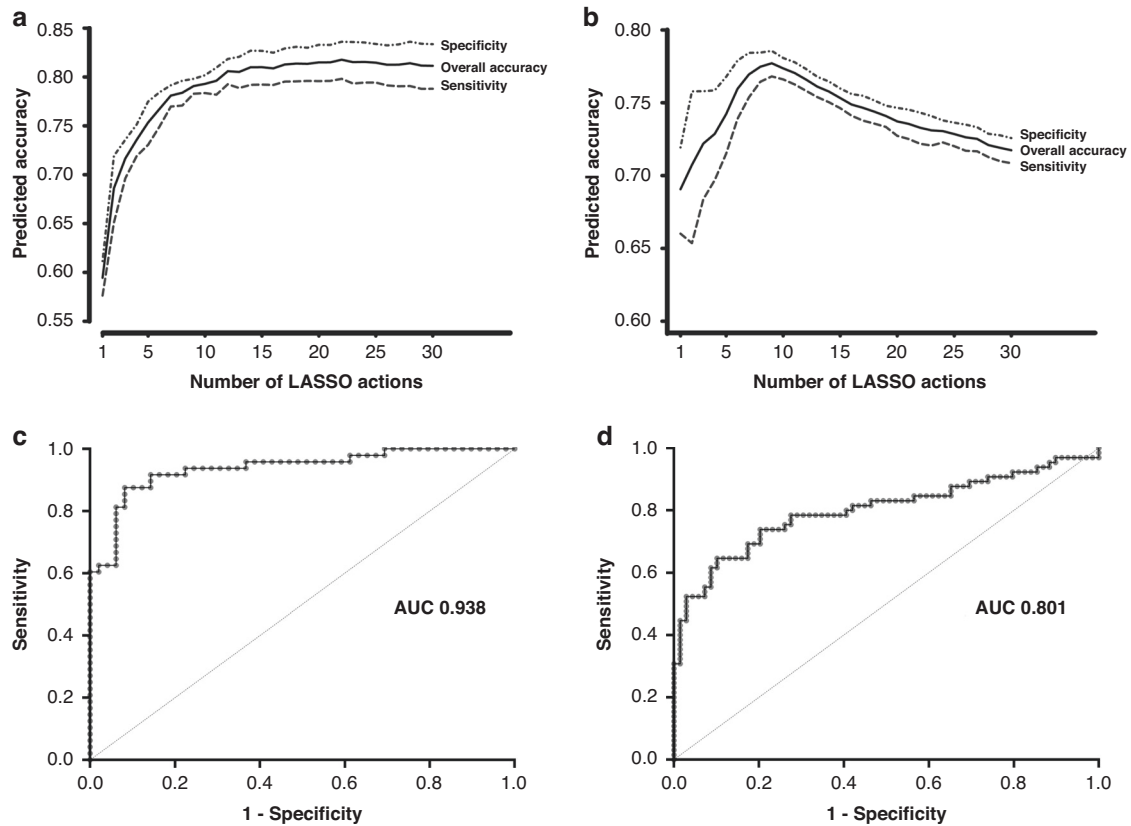 a
0.85
0.80
0.75
0.70
0.65
0.60
0.55
Predicted accuracy
Specificity
Overall accuracy
Sensitivity
1 5 10 15 20 25 30
Number of LASSO actions
b
0.80
0.75
0.70
0.65
0.60
Predicted accuracy
Specificity
Overall accuracy
Sensitivity
1 5 10 15 20 25 30
Number of LASSO actions
c
1.0
0.8
0.6
0.4
0.2
0.0
Sensitivity
AUC 0.938
0.0 0.2 0.4 0.6 0.8 1.0
1 - Specificity
d
1.0
0.8
0.6
0.4
0.2
0.0
Sensitivity
AUC 0.801
0.0 0.2 0.4 0.6 0.8 1.0
1 - Specificity